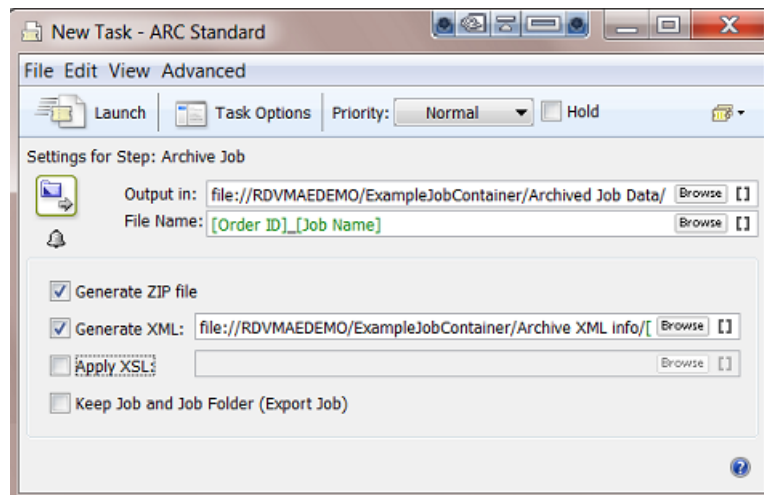 New Task - ARC Standard
File Edit View Advanced
Launch Task Options Priority: Normal Hold
Settings for Step: Archive Job
Output in: file://RDVMAEDEMO/ExampleJobContainer/Archived Job Data/ Browse []
File Name: [Order ID]_[Job Name] Browse []
Generate ZIP file
Generate XML: file://RDVMAEDEMO/ExampleJobContainer/Archive XML info/[ Browse []
Apply XSL: Browse []
Keep Job and Job Folder (Export Job)